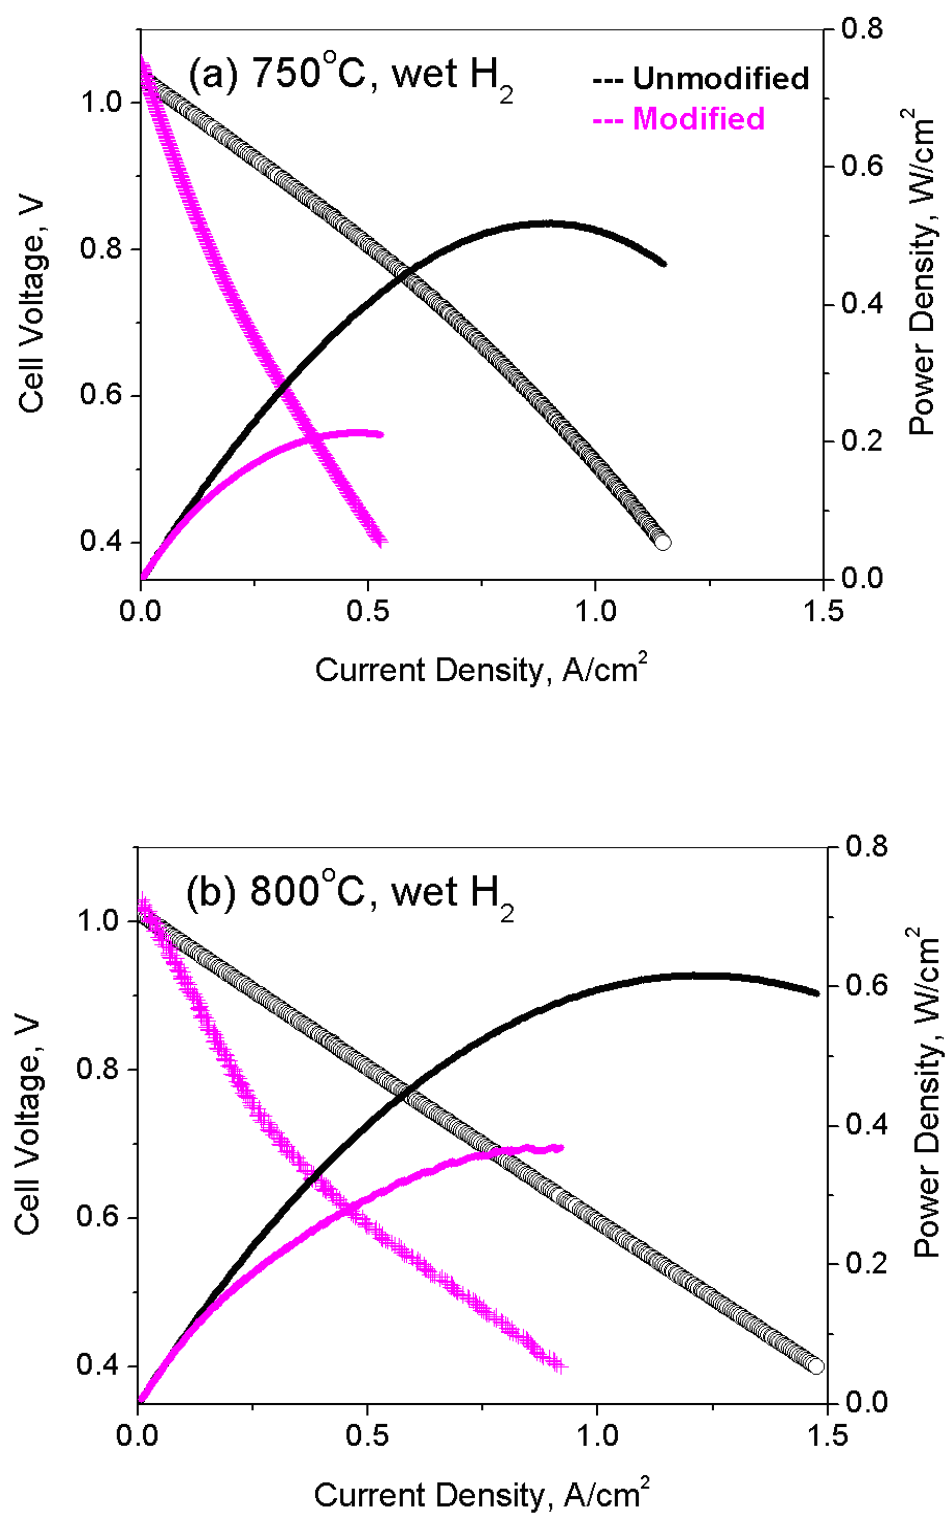 (a) 750°C, wet H₂
--- Unmodified
--- Modified
1.0
0.8
0.6
0.4
Cell Voltage, V
0.8
0.6
0.4
0.2
0.0
Power Density, W/cm²
0.0 0.5 1.0 1.5
Current Density, A/cm²
(b) 800°C, wet H₂
1.0
0.8
0.6
0.4
Cell Voltage, V
0.8
0.6
0.4
0.2
0.0
Power Density, W/cm²
0.0 0.5 1.0 1.5
Current Density, A/cm²